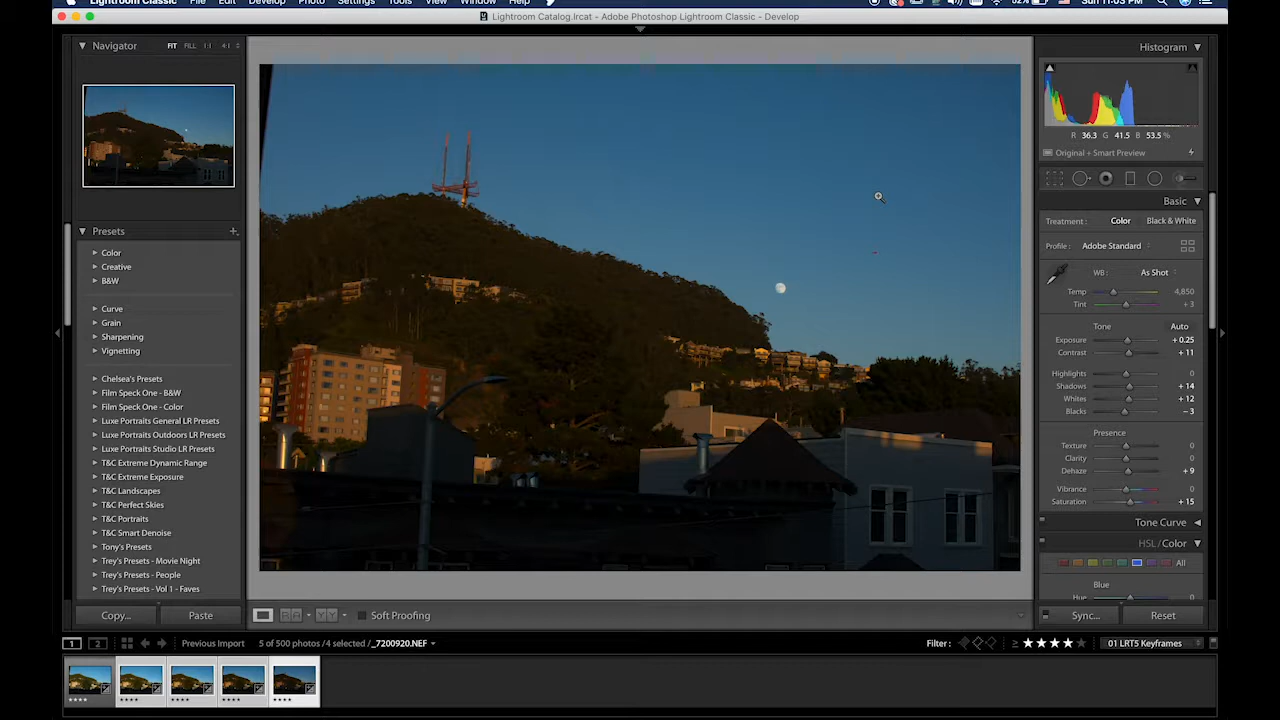 Lightroom Classic File Edit Develop Photo Settings Tools View Window Help 62% Sun 11:03 PM
Lightroom Catalog.lrcat - Adobe Photoshop Lightroom Classic - Develop
Navigator FIT FILL 1:1 4:1
Histogram
R 36.3 G 41.5 B 53.5 %
Original + Smart Preview
Presets
Color
Creative
B&W
Curve
Grain
Sharpening
Vignetting
Chelsea's Presets
Film Speck One - B&W
Film Speck One - Color
Luxe Portraits General LR Presets
Luxe Portraits Outdoors LR Presets
Luxe Portraits Studio LR Presets
T&C Extreme Dynamic Range
T&C Extreme Exposure
T&C Landscapes
T&C Perfect Skies
T&C Portraits
T&C Smart Denoise
Tony's Presets
Trey's Presets - Movie Night
Trey's Presets - People
Trey's Presets - Vol 1 - Faves
Basic
Treatment : Color Black & White
Profile : Adobe Standard
WB : As Shot
Temp 4,850
Tint + 3
Tone Auto
Exposure + 0.25
Contrast + 11
Highlights 0
Shadows + 14
Whites + 12
Blacks - 3
Presence
Texture 0
Clarity 0
Dehaze + 9
Vibrance 0
Saturation + 15
Tone Curve
HSL / Color
All
Blue
Hue 0
Copy... Paste
Soft Proofing
Sync... Reset
1 2 Previous Import 5 of 500 photos /4 selected /_7200920.NEF
Filter : ≥ ★★★★★ 01 LRT5 Keyframes